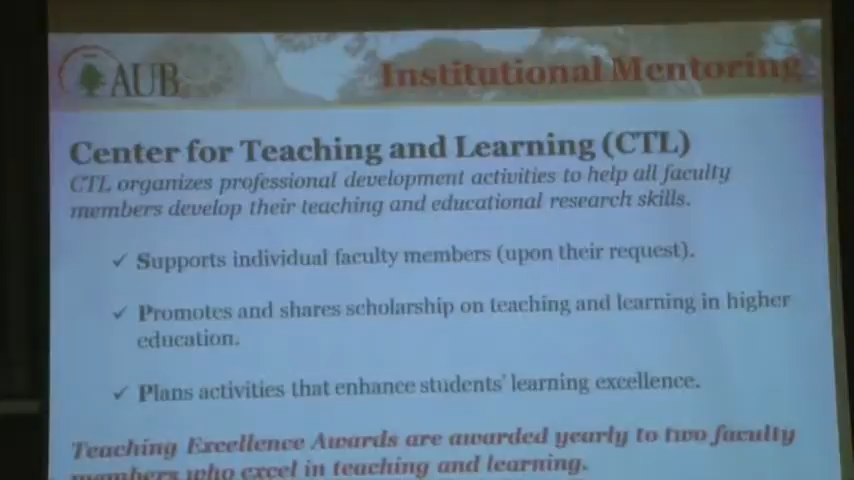 AUB
Institutional Mentoring
Center for Teaching and Learning (CTL)
CTL organizes professional development activities to help all faculty
members develop their teaching and educational research skills.
✓ Supports individual faculty members (upon their request).
✓ Promotes and shares scholarship on teaching and learning in higher
education.
✓ Plans activities that enhance students' learning excellence.
Teaching Excellence Awards are awarded yearly to two faculty
members who excel in teaching and learning.